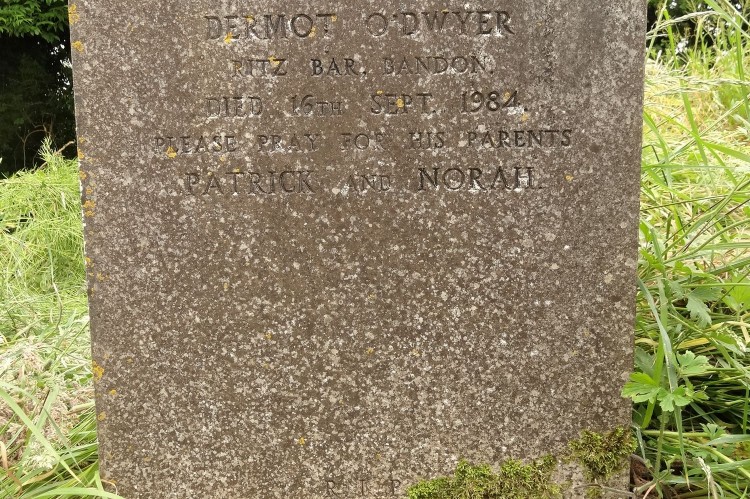 DERMOT O'DWYER
RITZ BAR, BANDON.
DIED 16TH SEPT. 1984.
PLEASE PRAY FOR HIS PARENTS
PATRICK AND NORAH.
R I P